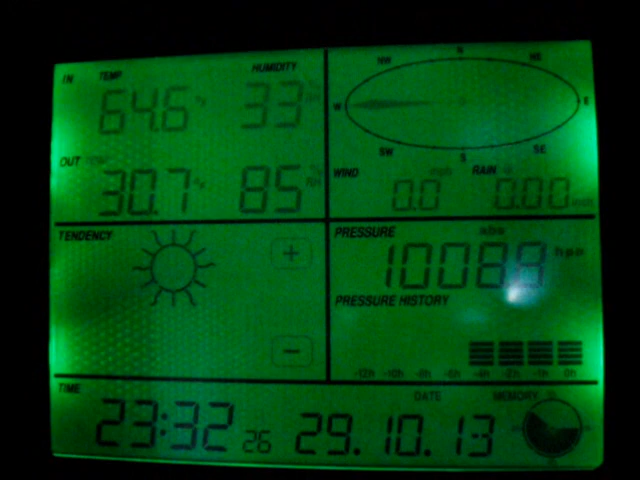 IN TEMP HUMIDITY
64.6 °F 33
OUT TEMP
30.7 °F 85 % RH
TENDENCY
+
−
N
NW NE
W E
SW SE
S
WIND mph RAIN
0.0 0.00 inch
PRESSURE abs
1008.8 hpa
PRESSURE HISTORY
-12h -10h -8h -6h -4h -2h -1h 0h
TIME DATE MEMORY
23:32 26 29.10.13